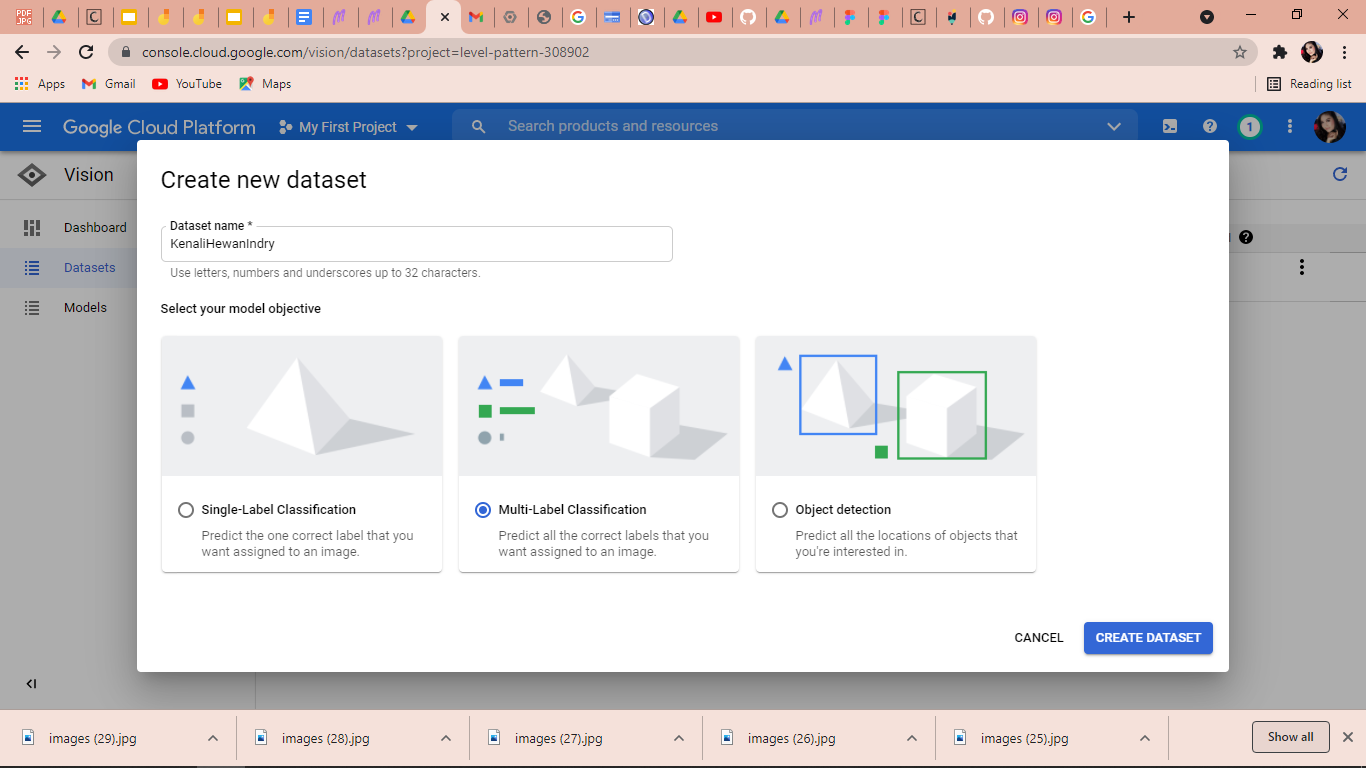 PDF
JPG
console.cloud.google.com/vision/datasets?project=level-pattern-308902
Apps
Gmail
YouTube
Maps
Reading list
Google Cloud Platform
My First Project
Search products and resources
1
Vision
Dashboard
Datasets
Models
Create new dataset
Dataset name *
KenaliHewanIndry
Use letters, numbers and underscores up to 32 characters.
Select your model objective
Single-Label Classification
Predict the one correct label that you
want assigned to an image.
Multi-Label Classification
Predict all the correct labels that you
want assigned to an image.
Object detection
Predict all the locations of objects that
you're interested in.
CANCEL
CREATE DATASET
images (29).jpg
images (28).jpg
images (27).jpg
images (26).jpg
images (25).jpg
Show all